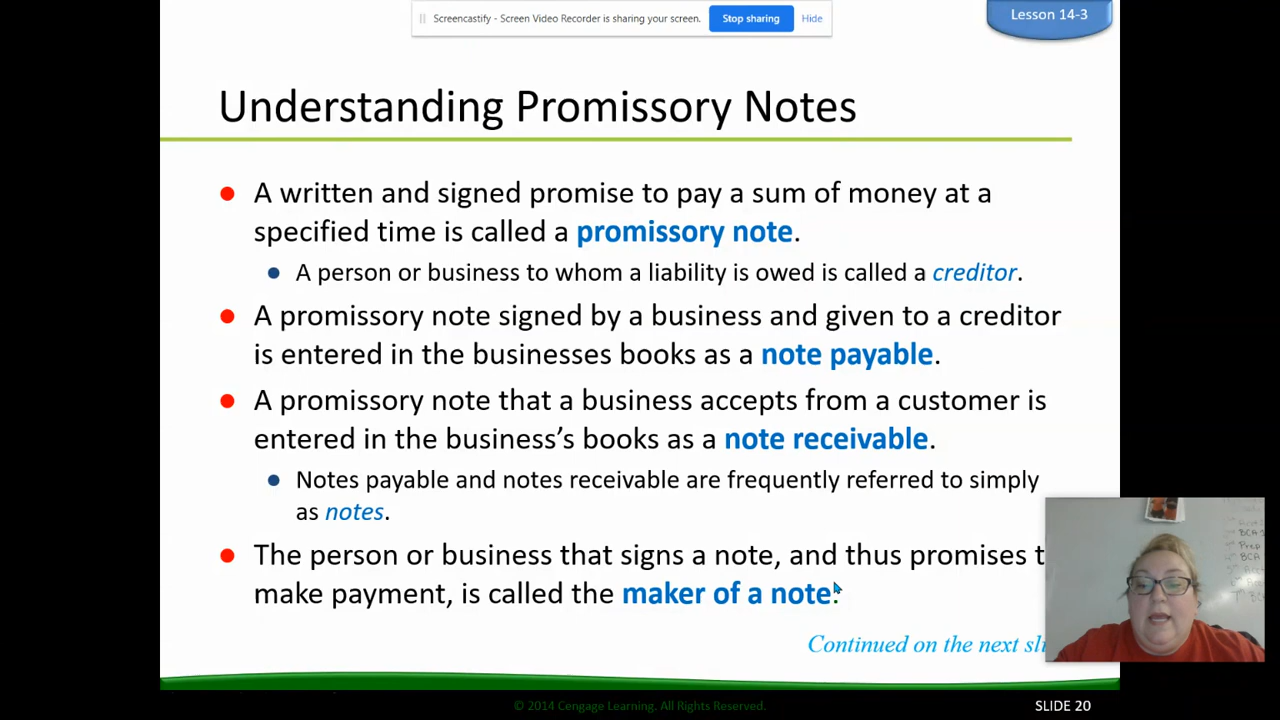 Screencastify - Screen Video Recorder is sharing your screen. Stop sharing Hide
Lesson 14-3
Understanding Promissory Notes
A written and signed promise to pay a sum of money at a
specified time is called a promissory note.
A person or business to whom a liability is owed is called a creditor.
A promissory note signed by a business and given to a creditor
is entered in the businesses books as a note payable.
A promissory note that a business accepts from a customer is
entered in the business's books as a note receivable.
Notes payable and notes receivable are frequently referred to simply
as notes.
The person or business that signs a note, and thus promises t
make payment, is called the maker of a note.
Continued on the next sli
© 2014 Cengage Learning. All Rights Reserved.
SLIDE 20